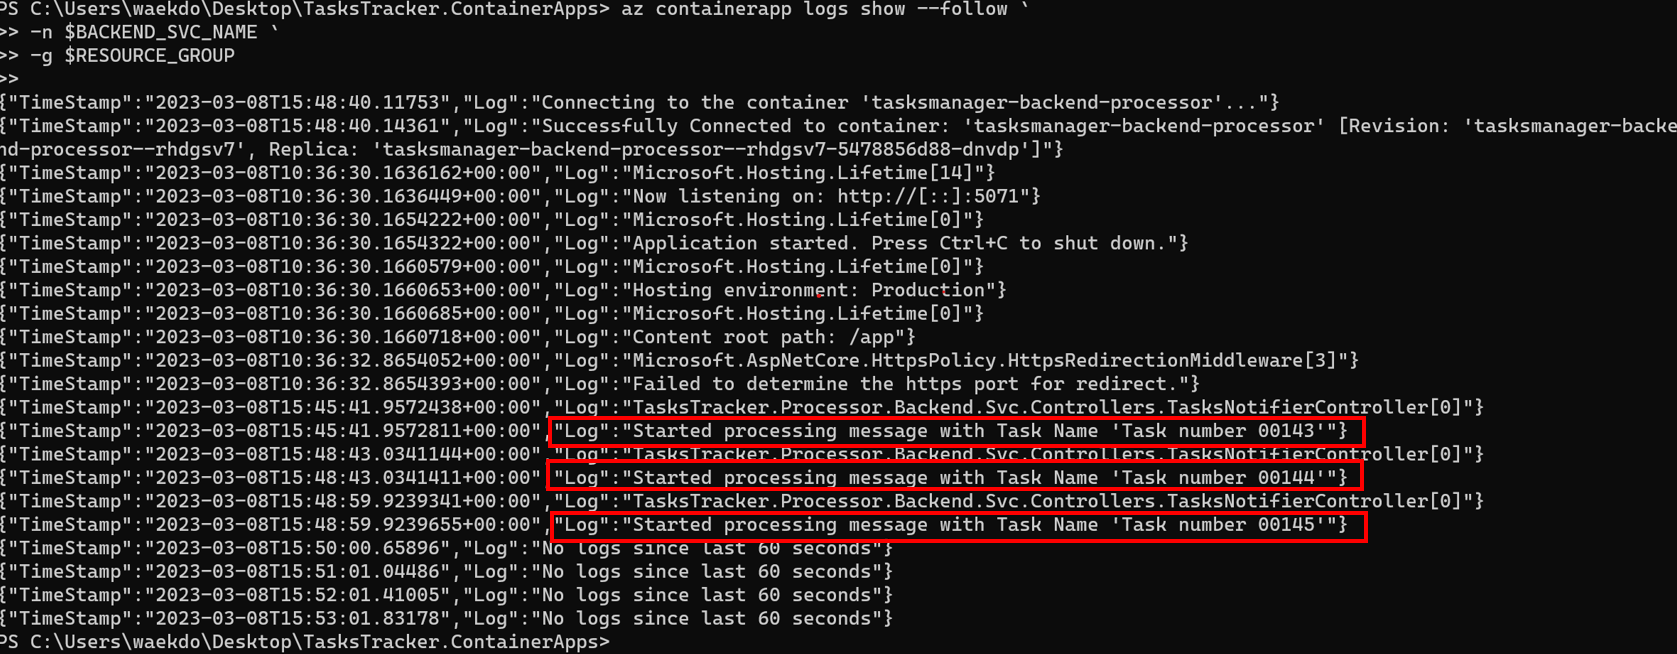 PS C:\Users\waekdo\Desktop\TasksTracker.ContainerApps> az containerapp logs show --follow `
>> -n $BACKEND_SVC_NAME `
>> -g $RESOURCE_GROUP
>>
{"TimeStamp":"2023-03-08T15:48:40.11753","Log":"Connecting to the container 'tasksmanager-backend-processor'..."}
{"TimeStamp":"2023-03-08T15:48:40.14361","Log":"Successfully Connected to container: 'tasksmanager-backend-processor' [Revision: 'tasksmanager-backe
nd-processor--rhdgsv7', Replica: 'tasksmanager-backend-processor--rhdgsv7-5478856d88-dnvdp']"}
{"TimeStamp":"2023-03-08T10:36:30.1636162+00:00","Log":"Microsoft.Hosting.Lifetime[14]"}
{"TimeStamp":"2023-03-08T10:36:30.1636449+00:00","Log":"Now listening on: http://[::]:5071"}
{"TimeStamp":"2023-03-08T10:36:30.1654222+00:00","Log":"Microsoft.Hosting.Lifetime[0]"}
{"TimeStamp":"2023-03-08T10:36:30.1654322+00:00","Log":"Application started. Press Ctrl+C to shut down."}
{"TimeStamp":"2023-03-08T10:36:30.1660579+00:00","Log":"Microsoft.Hosting.Lifetime[0]"}
{"TimeStamp":"2023-03-08T10:36:30.1660653+00:00","Log":"Hosting environment: Production"}
{"TimeStamp":"2023-03-08T10:36:30.1660685+00:00","Log":"Microsoft.Hosting.Lifetime[0]"}
{"TimeStamp":"2023-03-08T10:36:30.1660718+00:00","Log":"Content root path: /app"}
{"TimeStamp":"2023-03-08T10:36:32.8654052+00:00","Log":"Microsoft.AspNetCore.HttpsPolicy.HttpsRedirectionMiddleware[3]"}
{"TimeStamp":"2023-03-08T10:36:32.8654393+00:00","Log":"Failed to determine the https port for redirect."}
{"TimeStamp":"2023-03-08T15:45:41.9572438+00:00","Log":"TasksTracker.Processor.Backend.Svc.Controllers.TasksNotifierController[0]"}
{"TimeStamp":"2023-03-08T15:45:41.9572811+00:00","Log":"Started processing message with Task Name 'Task number 00143'"}
{"TimeStamp":"2023-03-08T15:48:43.0341144+00:00","Log":"TasksTracker.Processor.Backend.Svc.Controllers.TasksNotifierController[0]"}
{"TimeStamp":"2023-03-08T15:48:43.0341411+00:00","Log":"Started processing message with Task Name 'Task number 00144'"}
{"TimeStamp":"2023-03-08T15:48:59.9239341+00:00","Log":"TasksTracker.Processor.Backend.Svc.Controllers.TasksNotifierController[0]"}
{"TimeStamp":"2023-03-08T15:48:59.9239655+00:00","Log":"Started processing message with Task Name 'Task number 00145'"}
{"TimeStamp":"2023-03-08T15:50:00.65896","Log":"No logs since last 60 seconds"}
{"TimeStamp":"2023-03-08T15:51:01.04486","Log":"No logs since last 60 seconds"}
{"TimeStamp":"2023-03-08T15:52:01.41005","Log":"No logs since last 60 seconds"}
{"TimeStamp":"2023-03-08T15:53:01.83178","Log":"No logs since last 60 seconds"}
PS C:\Users\waekdo\Desktop\TasksTracker.ContainerApps>